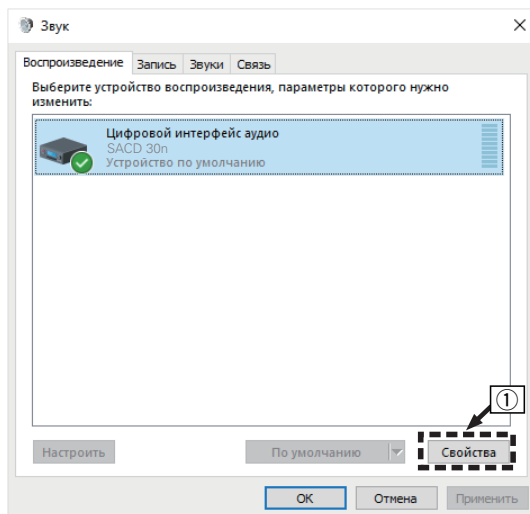 Звук
Воспроизведение Запись Звуки Связь
Выберите устройство воспроизведения, параметры которого нужно
изменить:
Цифровой интерфейс аудио
SACD 30n
Устройство по умолчанию
①
Настроить По умолчанию Свойства
ОК Отмена Применить